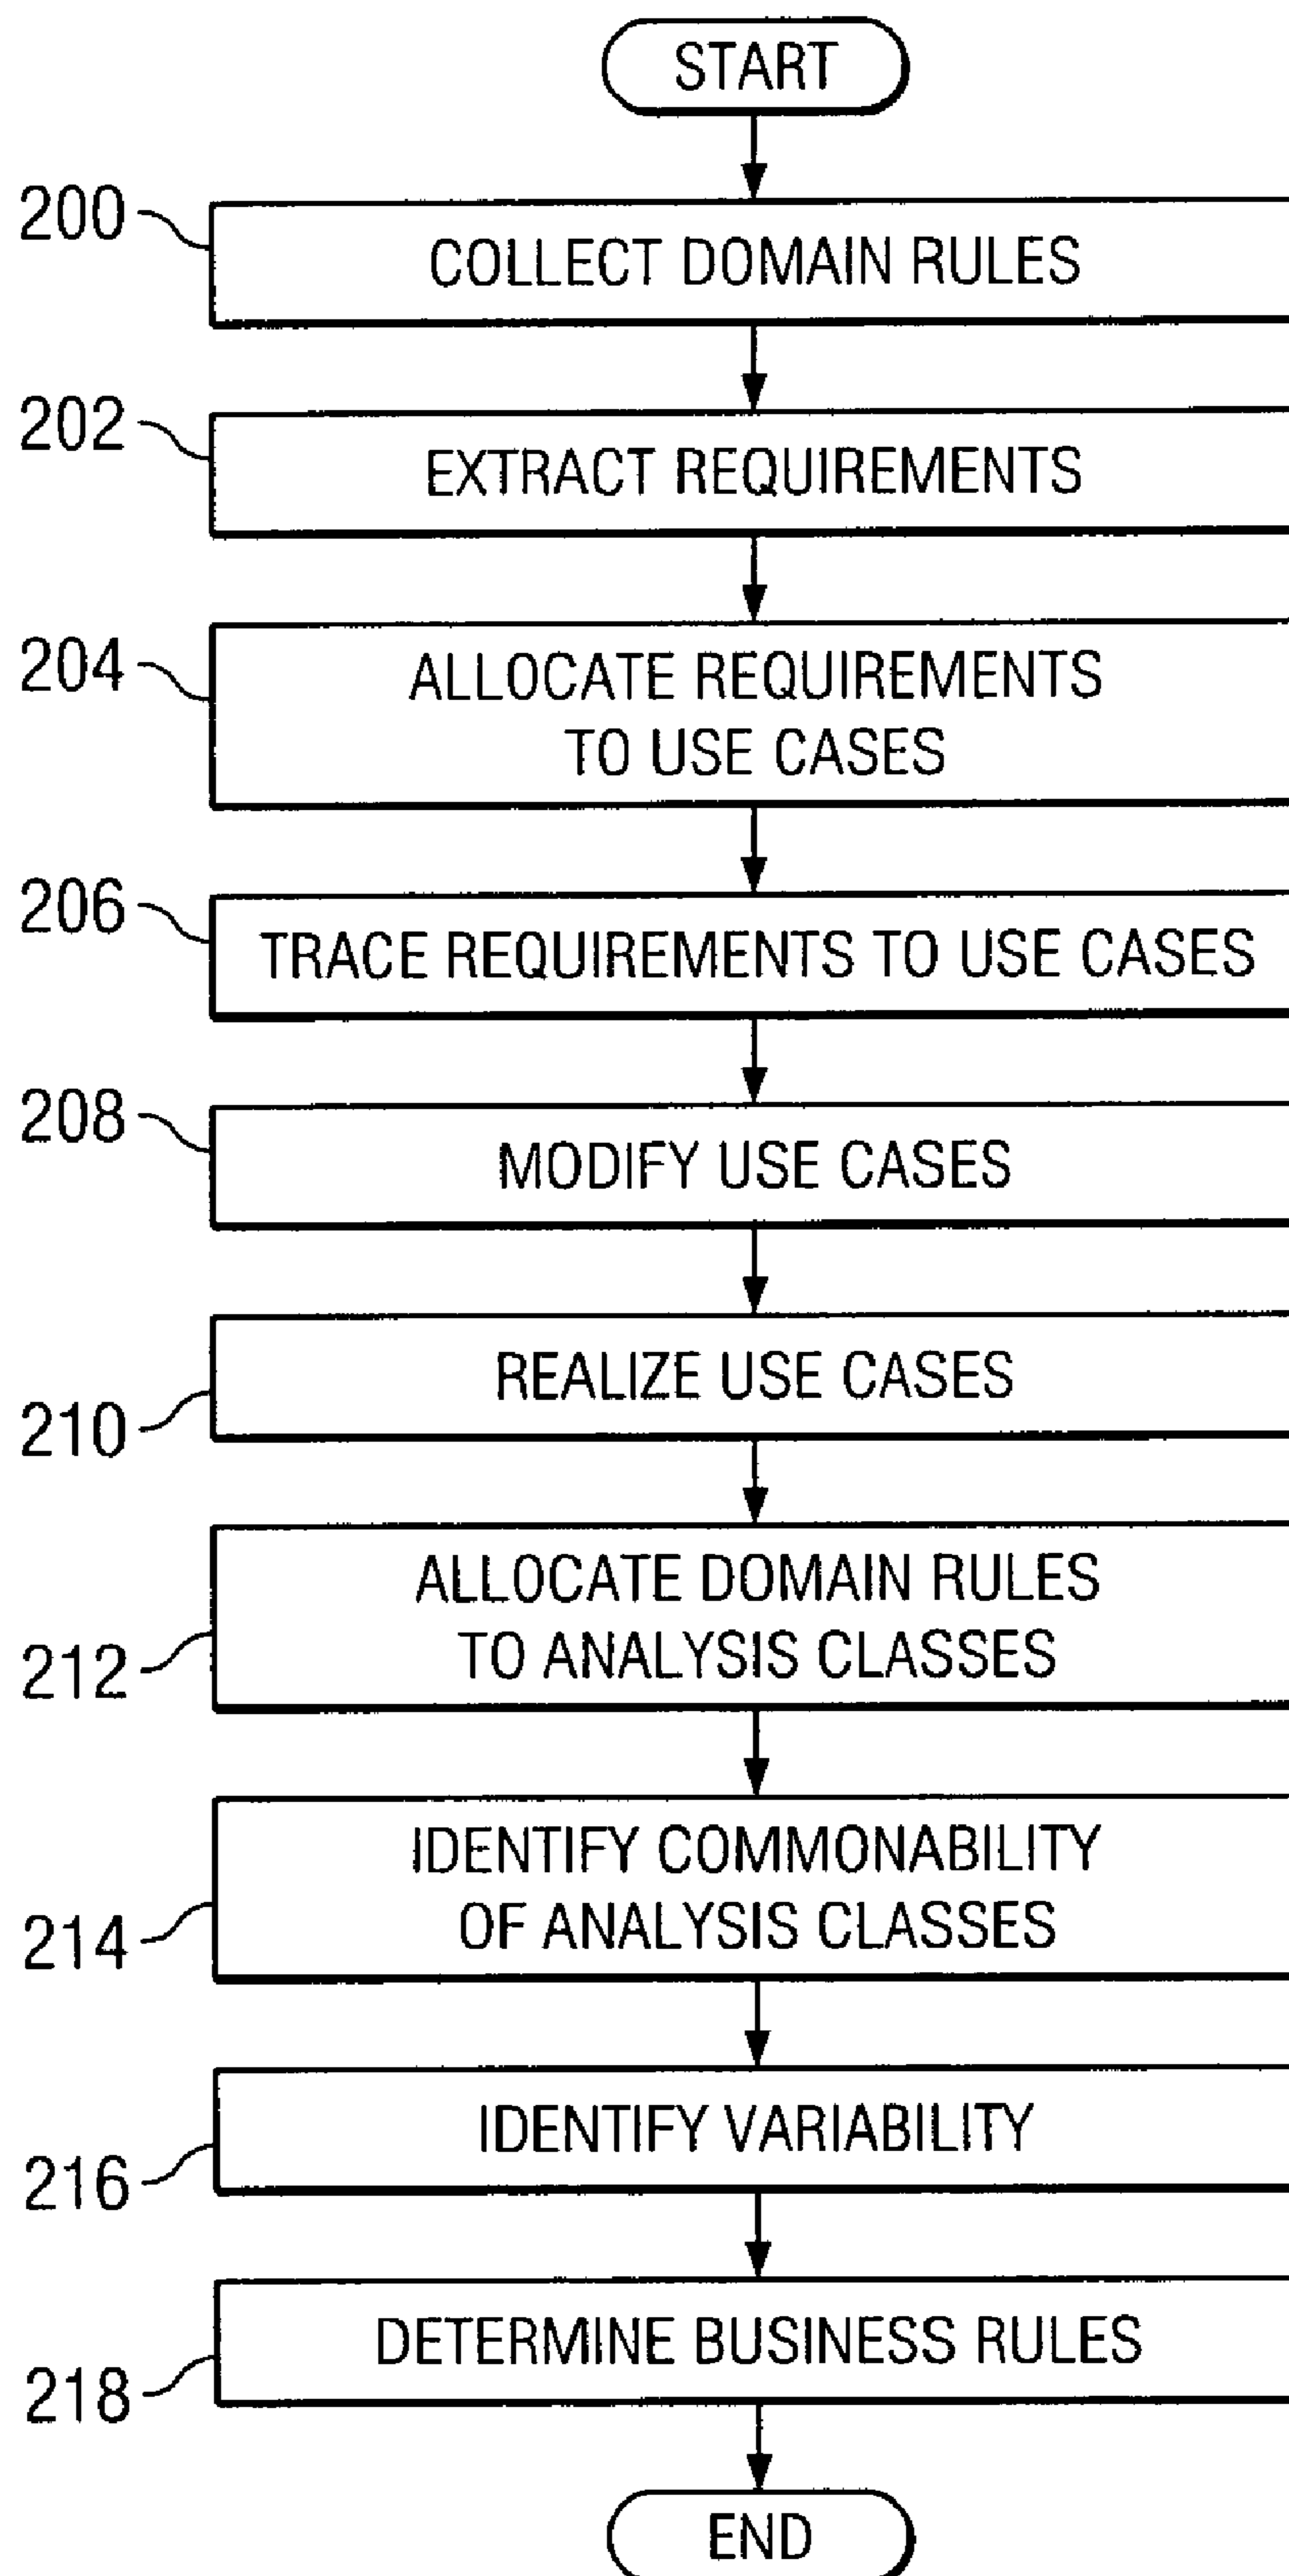 START
200
COLLECT DOMAIN RULES
202
EXTRACT REQUIREMENTS
204
ALLOCATE REQUIREMENTS
TO USE CASES
206
TRACE REQUIREMENTS TO USE CASES
208
MODIFY USE CASES
REALIZE USE CASES
210
ALLOCATE DOMAIN RULES
TO ANALYSIS CLASSES
212
IDENTIFY COMMONABILITY
OF ANALYSIS CLASSES
214
IDENTIFY VARIABILITY
216
DETERMINE BUSINESS RULES
218
END